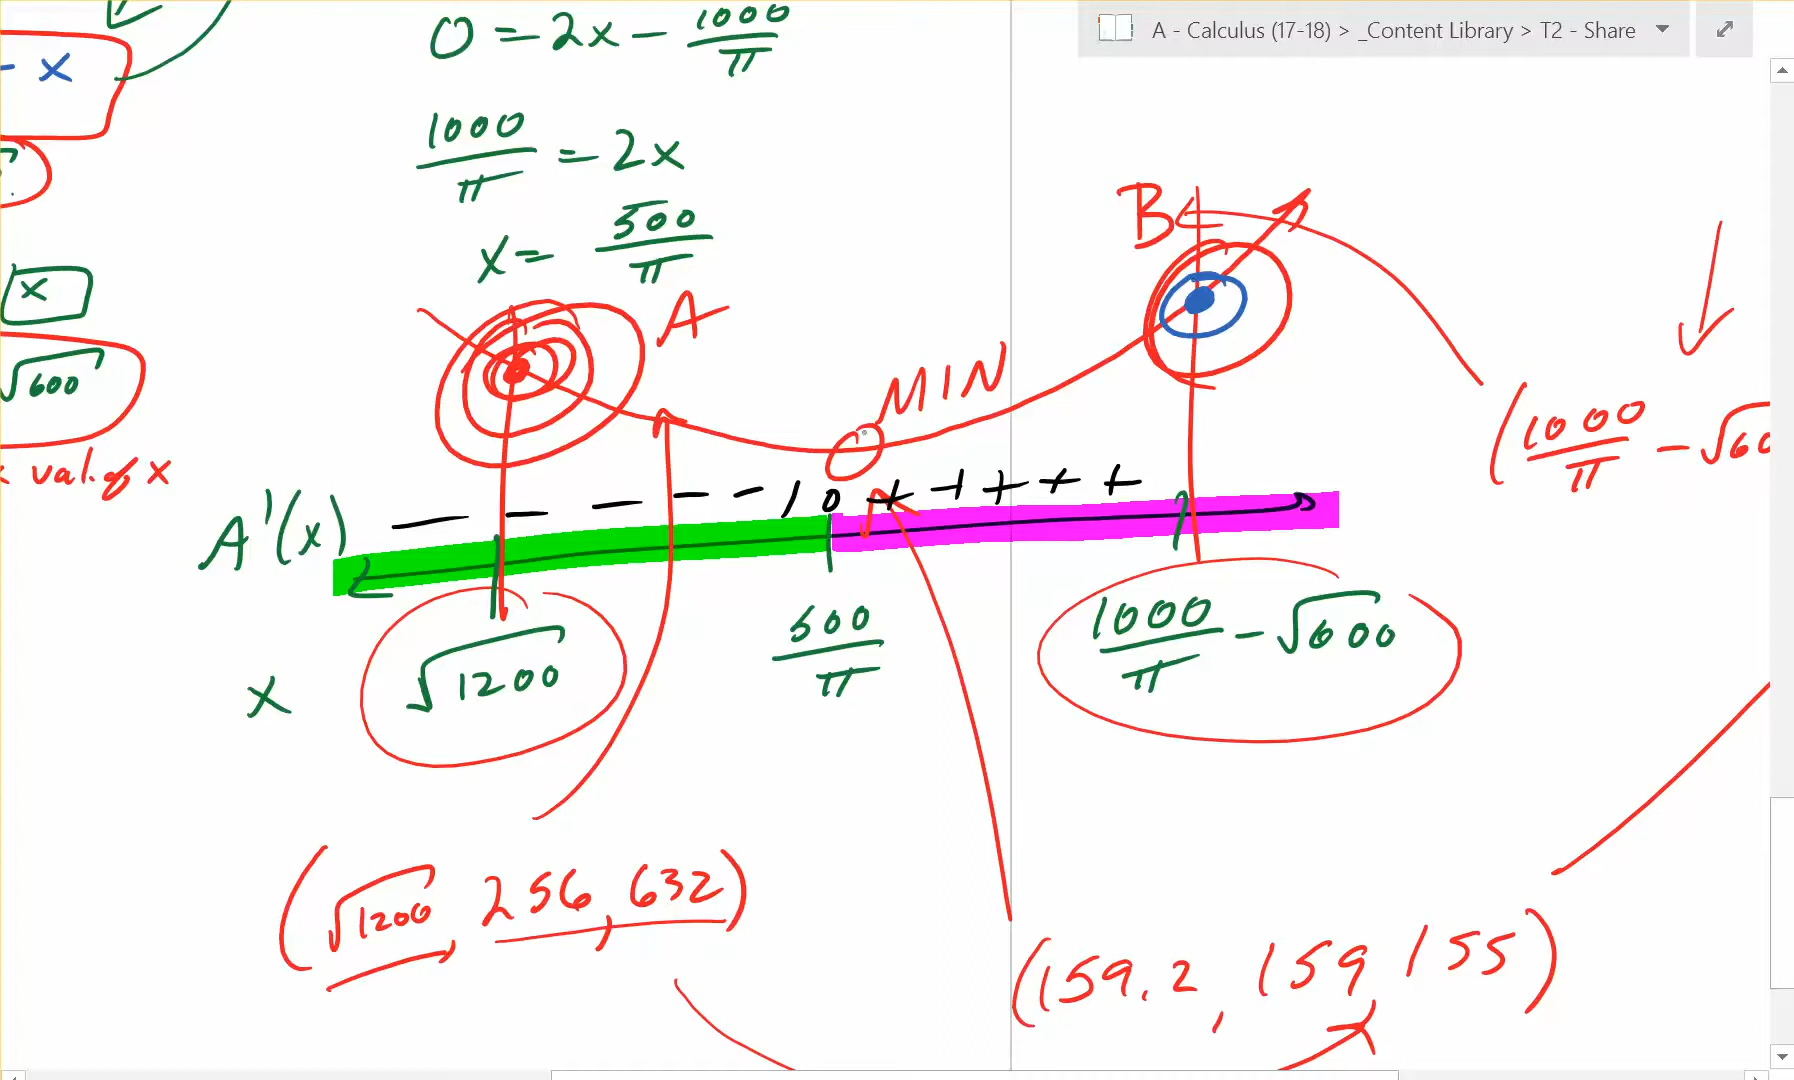 A - Calculus (17-18) > _Content Library > T2 - Share
0 = 2x - 1000/π
- x
1000/π = 2x
x = 500/π
x
A
B
√600
MIN
(1000/π - √60
val. of x
A'(x)
- - - - - - 0 + + + + +
x √1200 500/π 1000/π - √600
(√1200, 256,632)
(159.2, 159,155)